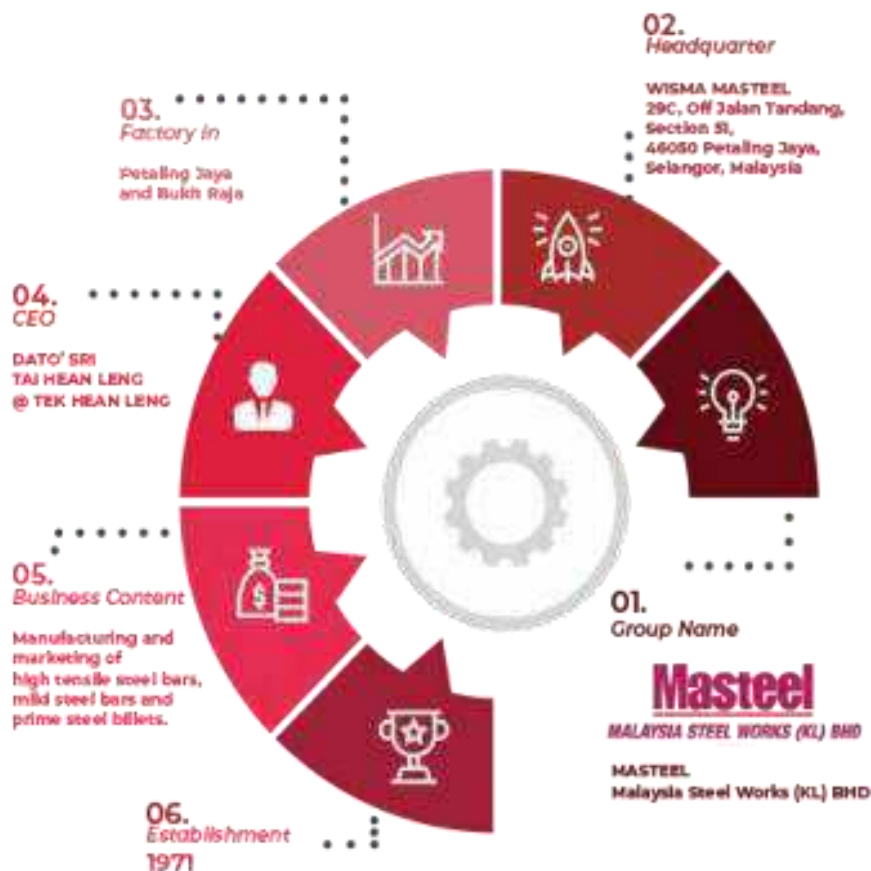 01.
Group Name
Masteel
MALAYSIA STEEL WORKS (KL) BHD
MASTEEL
Malaysia Steel Works (KL) BHD
02.
Headquarter
WISMA MASTEEL
29C, Off Jalan Tandang,
Section 51,
46050 Petaling Jaya,
Selangor, Malaysia
03.
Factory in
Petaling Jaya
and Bukit Raja
04.
CEO
DATO' SRI
TAI HEAN LENG
@ TEK HEAN LENG
05.
Business Content
Manufacturing and
marketing of
high tensile steel bars,
mild steel bars and
prime steel billets.
06.
Establishment
1971
$